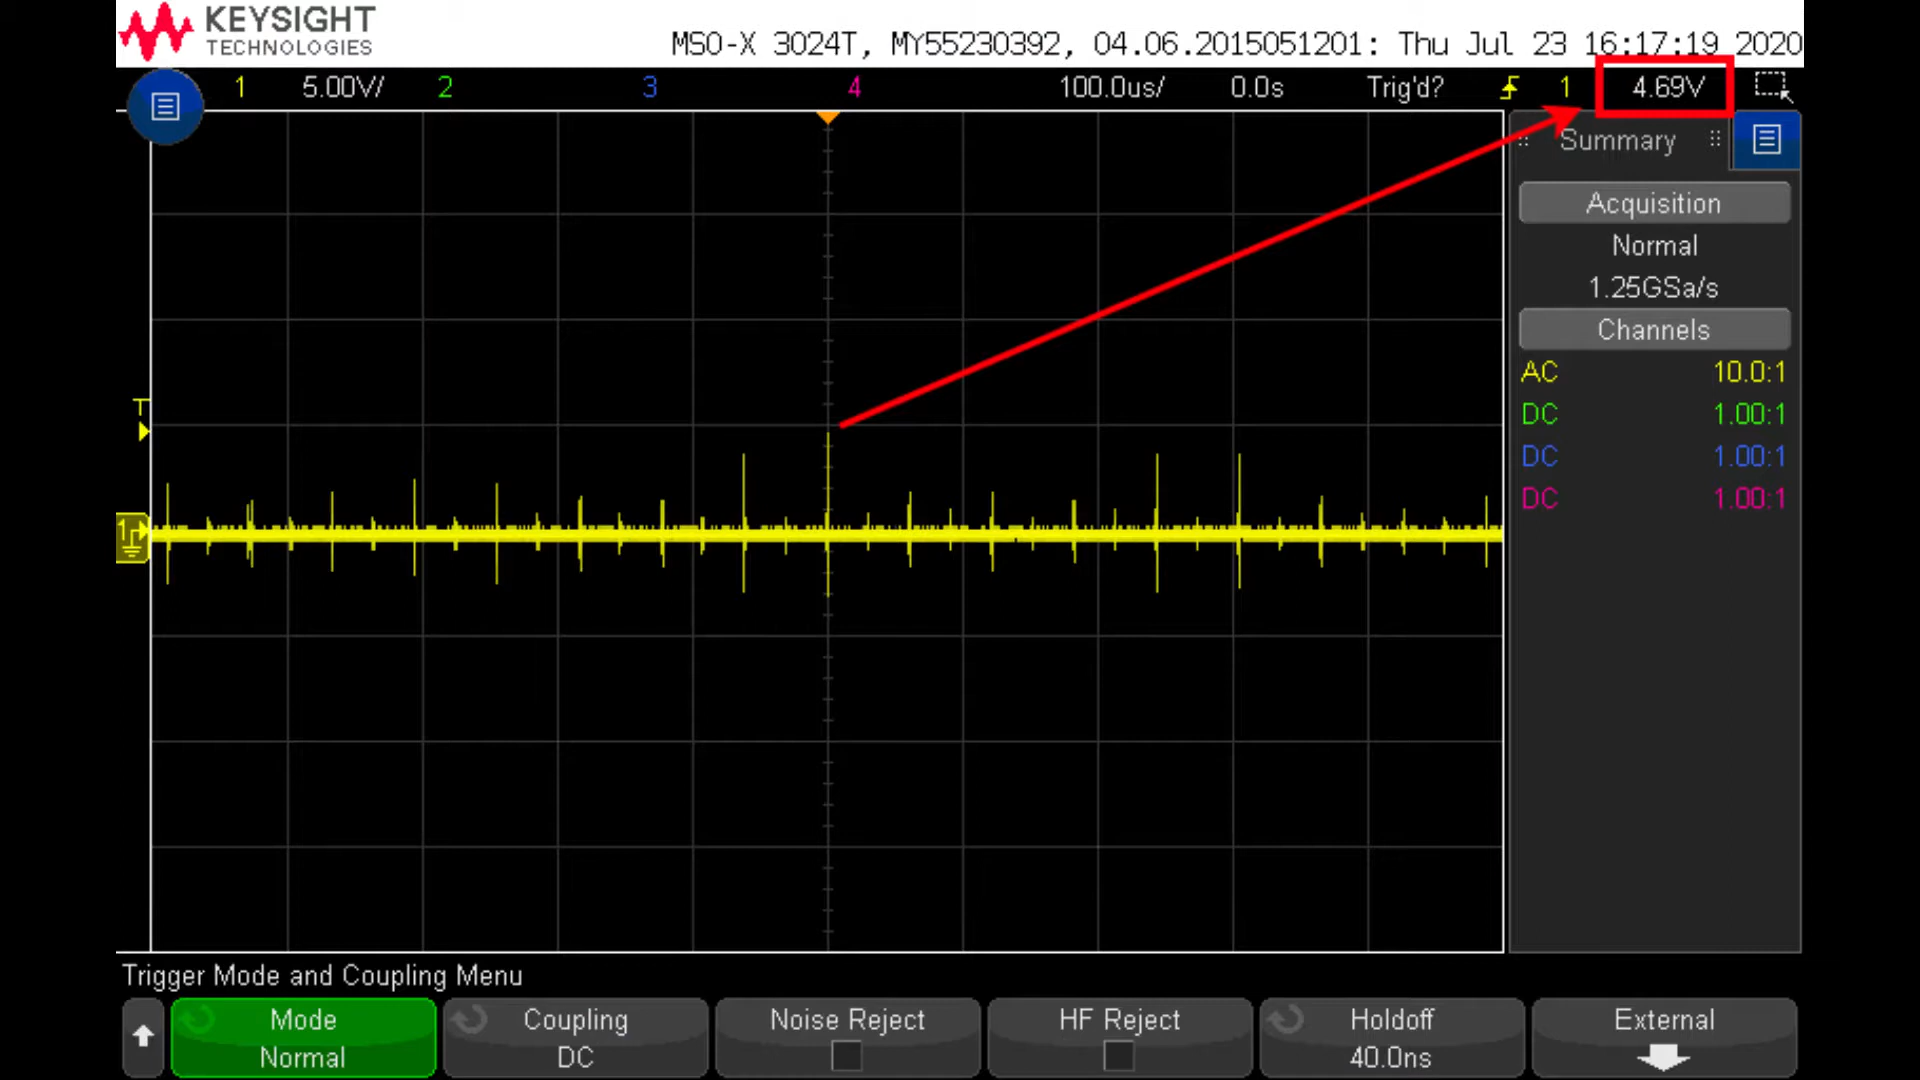 KEYSIGHT
TECHNOLOGIES
MSO-X 3024T, MY55230392, 04.06.2015051201: Thu Jul 23 16:17:19 2020
1 5.00V/ 2 3 4 100.0us/ 0.0s Trig'd? 1 4.69V
Summary
Acquisition
Normal
1.25GSa/s
Channels
AC 10.0:1
DC 1.00:1
DC 1.00:1
DC 1.00:1
T
1
Trigger Mode and Coupling Menu
Mode
Normal
Coupling
DC
Noise Reject
HF Reject
Holdoff
40.0ns
External